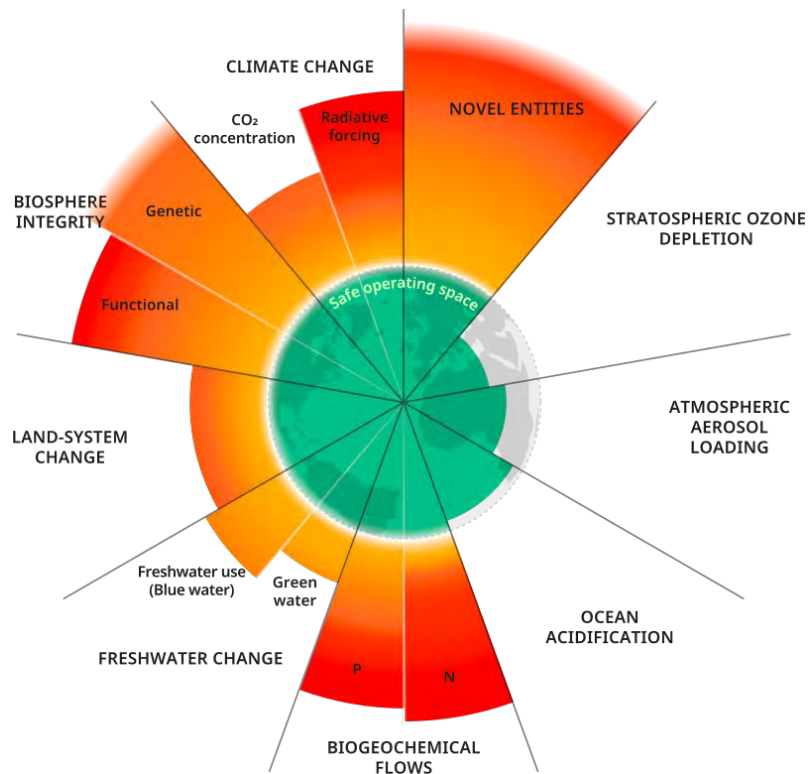 CLIMATE CHANGE
CO₂
concentration
Radiative
forcing
NOVEL ENTITIES
BIOSPHERE
INTEGRITY
Genetic
STRATOSPHERIC OZONE
DEPLETION
Functional
Safe operating space
LAND-SYSTEM
CHANGE
ATMOSPHERIC
AEROSOL
LOADING
Freshwater use
(Blue water)
Green
water
OCEAN
ACIDIFICATION
FRESHWATER CHANGE
P
N
BIOGEOCHEMICAL
FLOWS